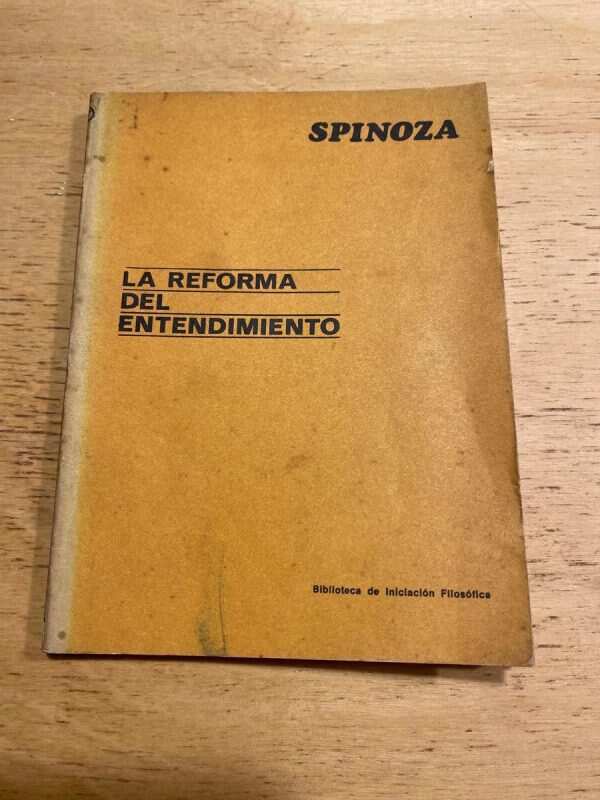 SPINOZA
LA REFORMA
DEL
ENTENDIMIENTO
Biblioteca de Iniciación Filosófica